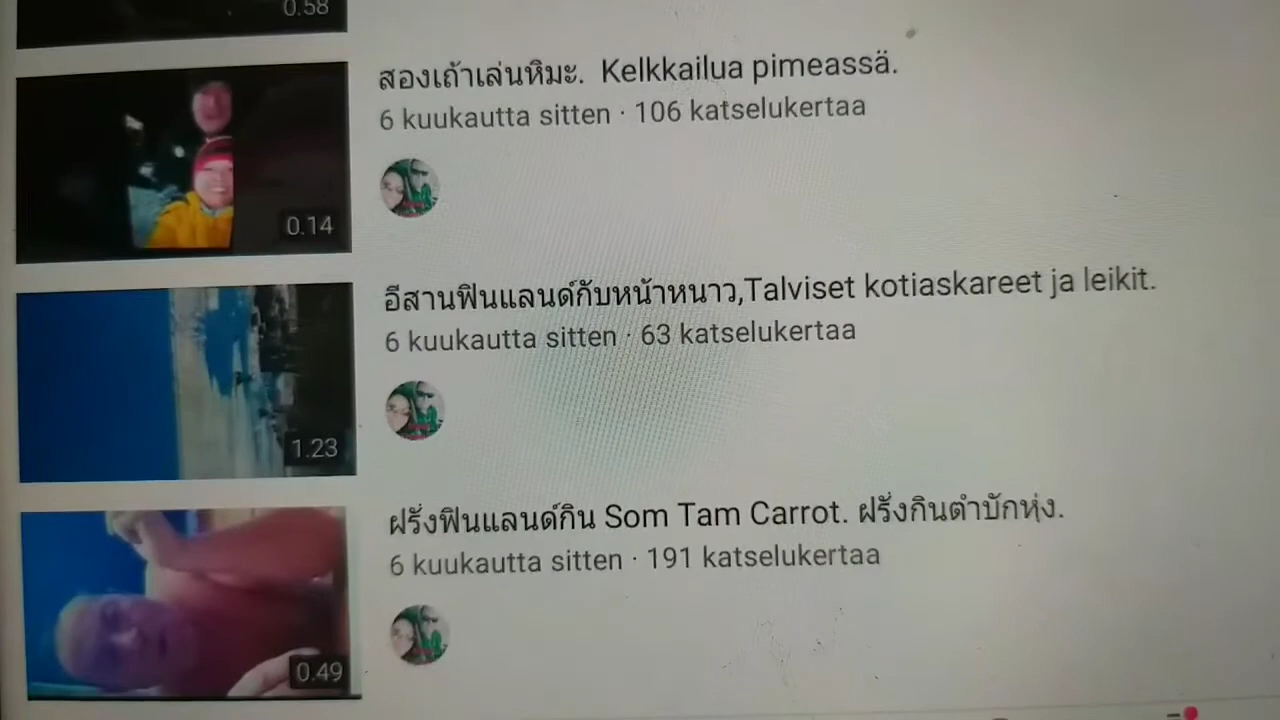 0.58
สองเถ้าเล่นหิมะ. Kelkkailua pimeassä.
6 kuukautta sitten · 106 katselukertaa
0.14
อีสานฟินแลนด์กับหน้าหนาว,Talviset kotiaskareet ja leikit.
6 kuukautta sitten · 63 katselukertaa
1.23
ฝรั่งฟินแลนด์กิน Som Tam Carrot. ฝรั่งกินตำบักหุ่ง.
6 kuukautta sitten · 191 katselukertaa
0.49